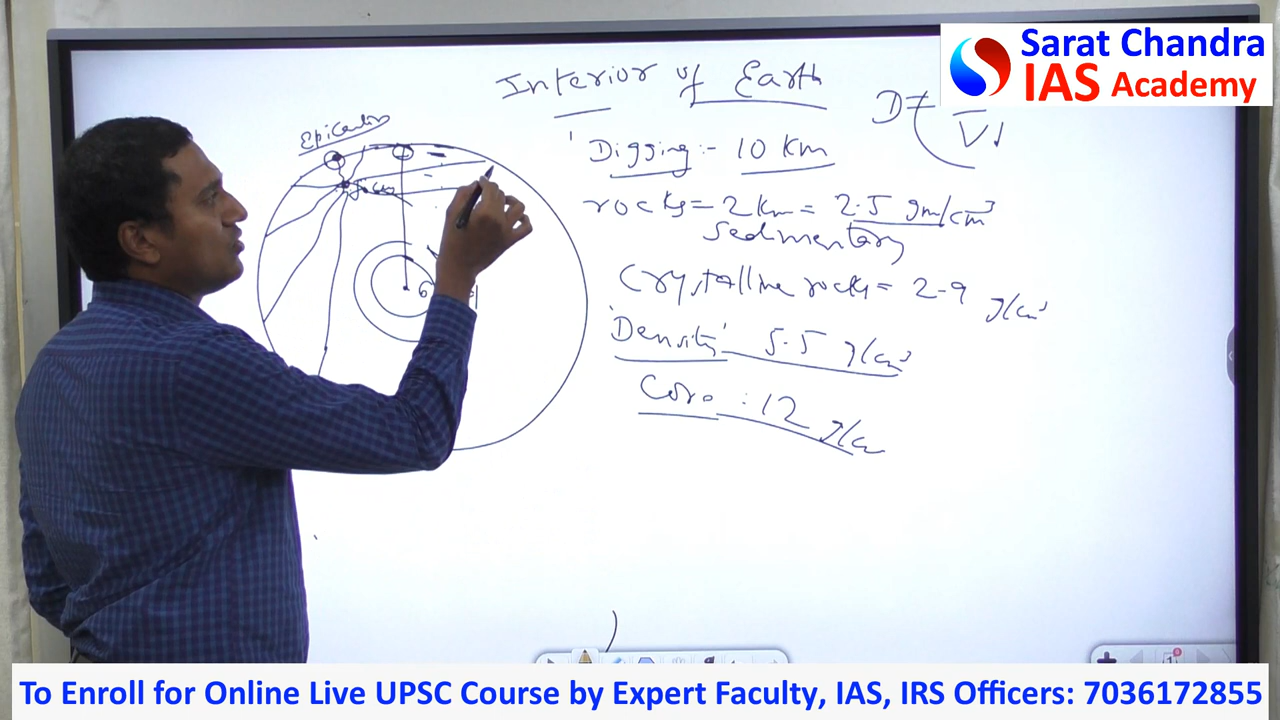 Sarat Chandra
IAS Academy
Interior of Earth
Epicentre
D=
V↓
'Digging :- 10 Km
rocks = 2 Km = 2.5 gm/cm³
Sedimentary
Crystalline rocks = 2.9 g/cm³
'Density' 5.5 g/cm³
Core : 12 g/c
To Enroll for Online Live UPSC Course by Expert Faculty, IAS, IRS Officers: 7036172855